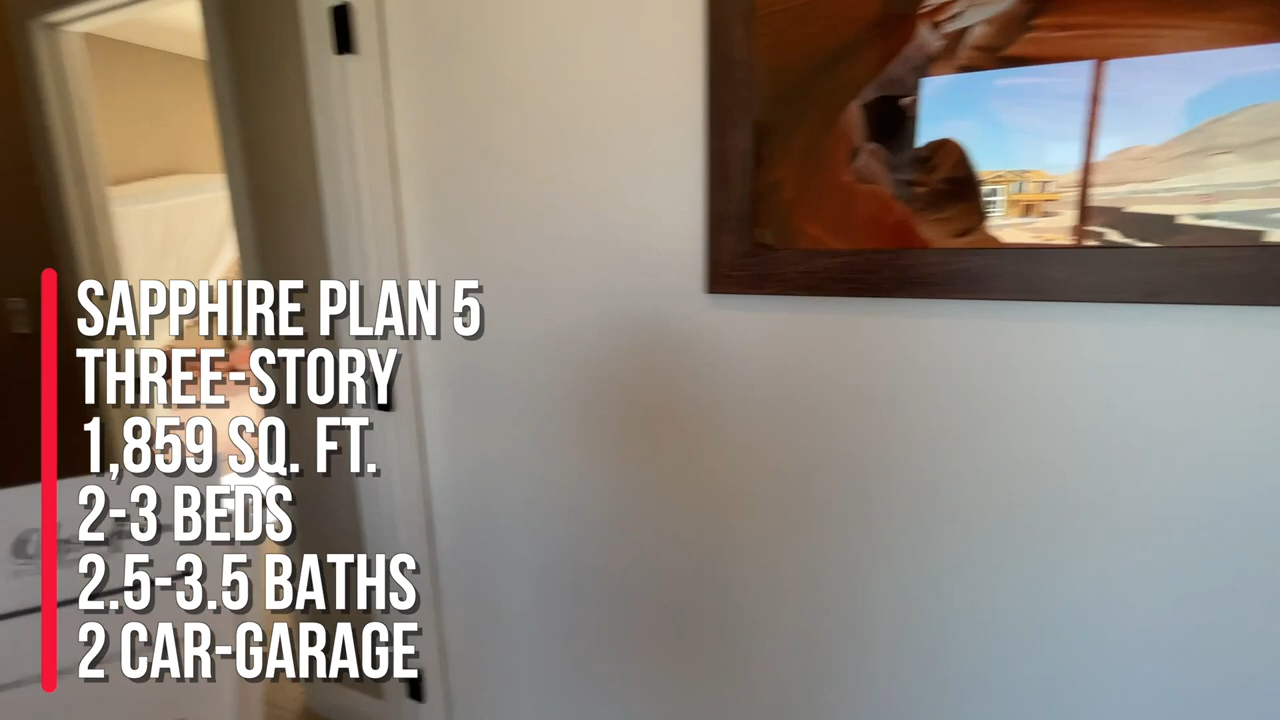 SAPPHIRE PLAN 5
THREE-STORY
1,859 SQ. FT.
2-3 BEDS
2.5-3.5 BATHS
2 CAR-GARAGE